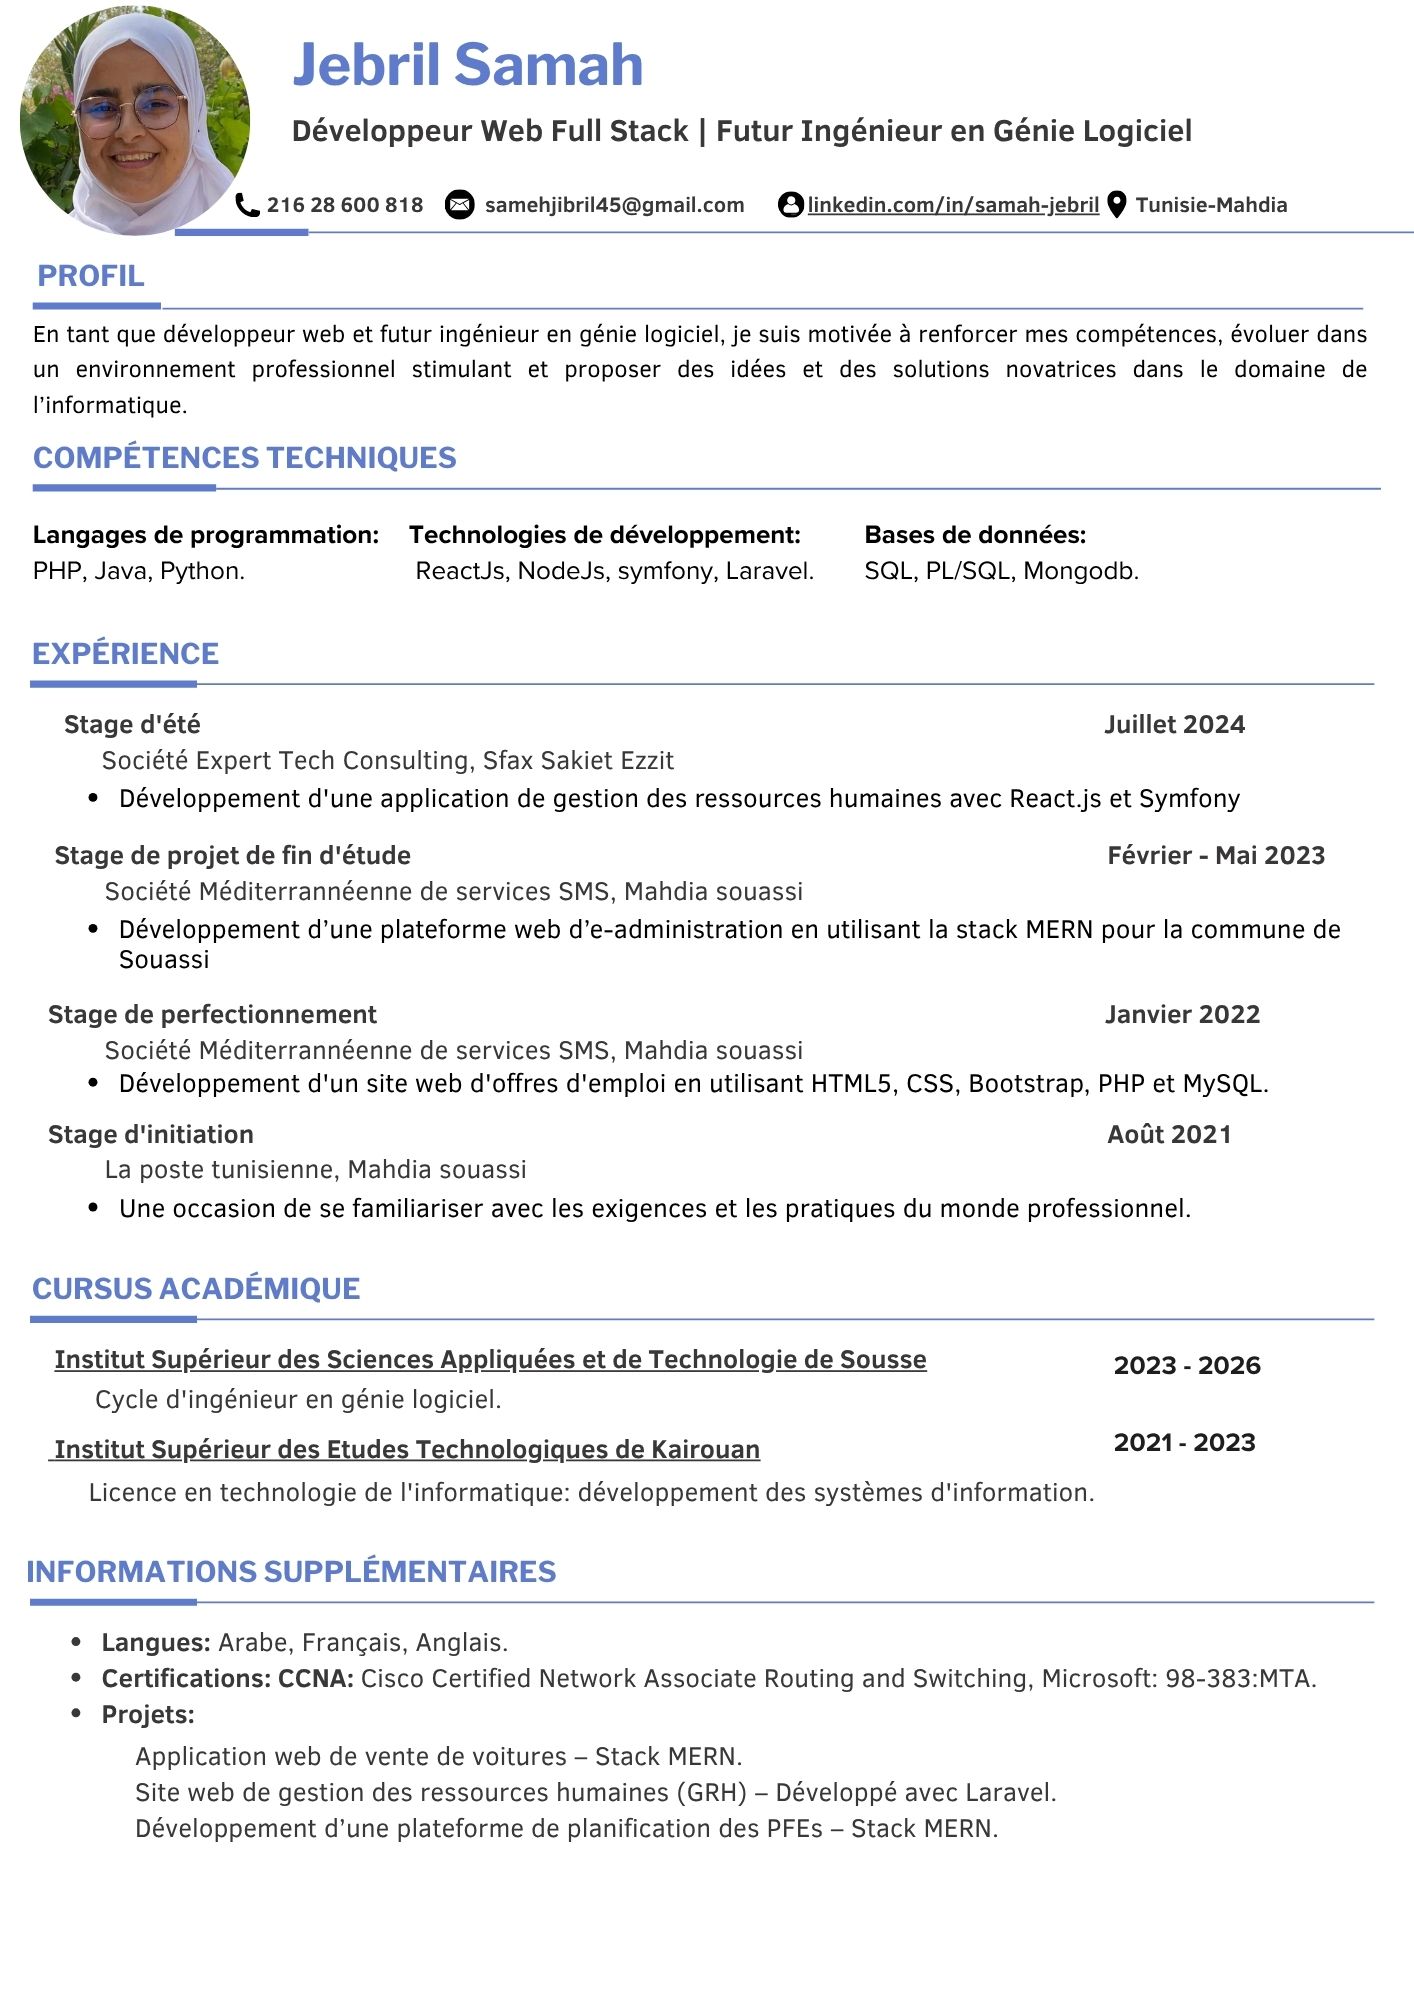 Jebril Samah
Développeur Web Full Stack | Futur Ingénieur en Génie Logiciel
216 28 600 818 samehjibril45@gmail.com linkedin.com/in/samah-jebril Tunisie-Mahdia
PROFIL
En tant que développeur web et futur ingénieur en génie logiciel, je suis motivée à renforcer mes compétences, évoluer dans
un environnement professionnel stimulant et proposer des idées et des solutions novatrices dans le domaine de
l’informatique.
COMPÉTENCES TECHNIQUES
Langages de programmation: Technologies de développement: Bases de données:
PHP, Java, Python. ReactJs, NodeJs, symfony, Laravel. SQL, PL/SQL, Mongodb.
EXPÉRIENCE
Stage d'été Juillet 2024
Société Expert Tech Consulting, Sfax Sakiet Ezzit
• Développement d'une application de gestion des ressources humaines avec React.js et Symfony
Stage de projet de fin d'étude Février - Mai 2023
Société Méditerrannéenne de services SMS, Mahdia souassi
• Développement d’une plateforme web d’e-administration en utilisant la stack MERN pour la commune de
Souassi
Stage de perfectionnement Janvier 2022
Société Méditerrannéenne de services SMS, Mahdia souassi
• Développement d'un site web d'offres d'emploi en utilisant HTML5, CSS, Bootstrap, PHP et MySQL.
Stage d'initiation Août 2021
La poste tunisienne, Mahdia souassi
• Une occasion de se familiariser avec les exigences et les pratiques du monde professionnel.
CURSUS ACADÉMIQUE
Institut Supérieur des Sciences Appliquées et de Technologie de Sousse 2023 - 2026
Cycle d'ingénieur en génie logiciel.
Institut Supérieur des Etudes Technologiques de Kairouan 2021 - 2023
Licence en technologie de l'informatique: développement des systèmes d'information.
INFORMATIONS SUPPLÉMENTAIRES
• Langues: Arabe, Français, Anglais.
• Certifications: CCNA: Cisco Certified Network Associate Routing and Switching, Microsoft: 98-383:MTA.
• Projets:
Application web de vente de voitures – Stack MERN.
Site web de gestion des ressources humaines (GRH) – Développé avec Laravel.
Développement d’une plateforme de planification des PFEs – Stack MERN.